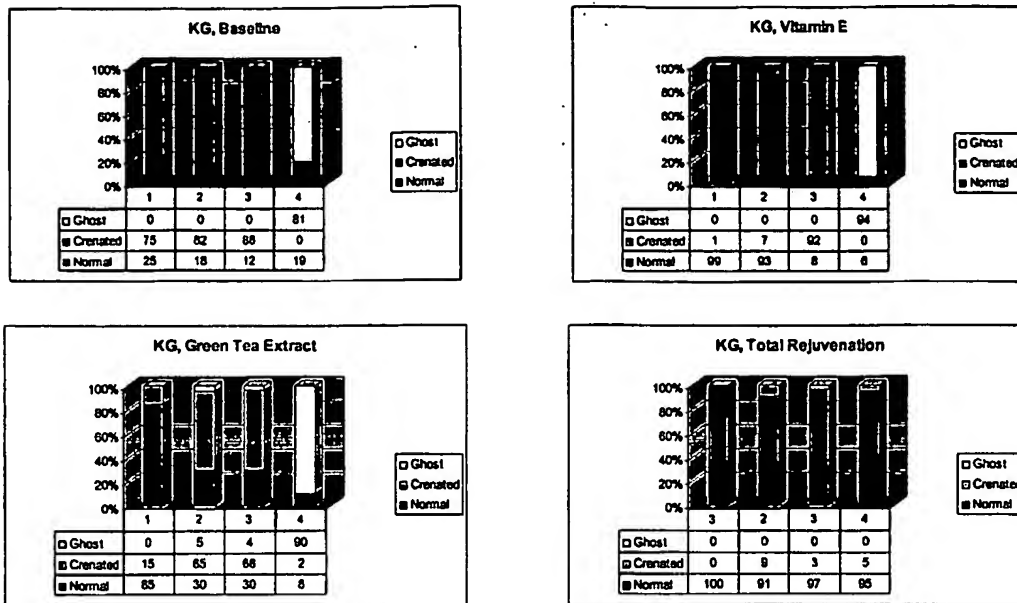 KG, Baseline
100%
80%
60%
40%
20%
0%
Ghost
Crenated
Normal
1 2 3 4
Ghost 0 0 0 81
Crenated 75 82 88 0
Normal 25 18 12 19
KG, Vitamin E
100%
80%
60%
40%
20%
0%
Ghost
Crenated
Normal
1 2 3 4
Ghost 0 0 0 94
Crenated 1 7 92 0
Normal 99 93 8 6
KG, Green Tea Extract
100%
80%
60%
40%
20%
0%
Ghost
Crenated
Normal
1 2 3 4
Ghost 0 5 4 90
Crenated 15 65 66 2
Normal 85 30 30 8
KG, Total Rejuvenation
100%
80%
60%
40%
20%
0%
Ghost
Crenated
Normal
3 2 3 4
Ghost 0 0 0 0
Crenated 0 9 3 5
Normal 100 91 97 95